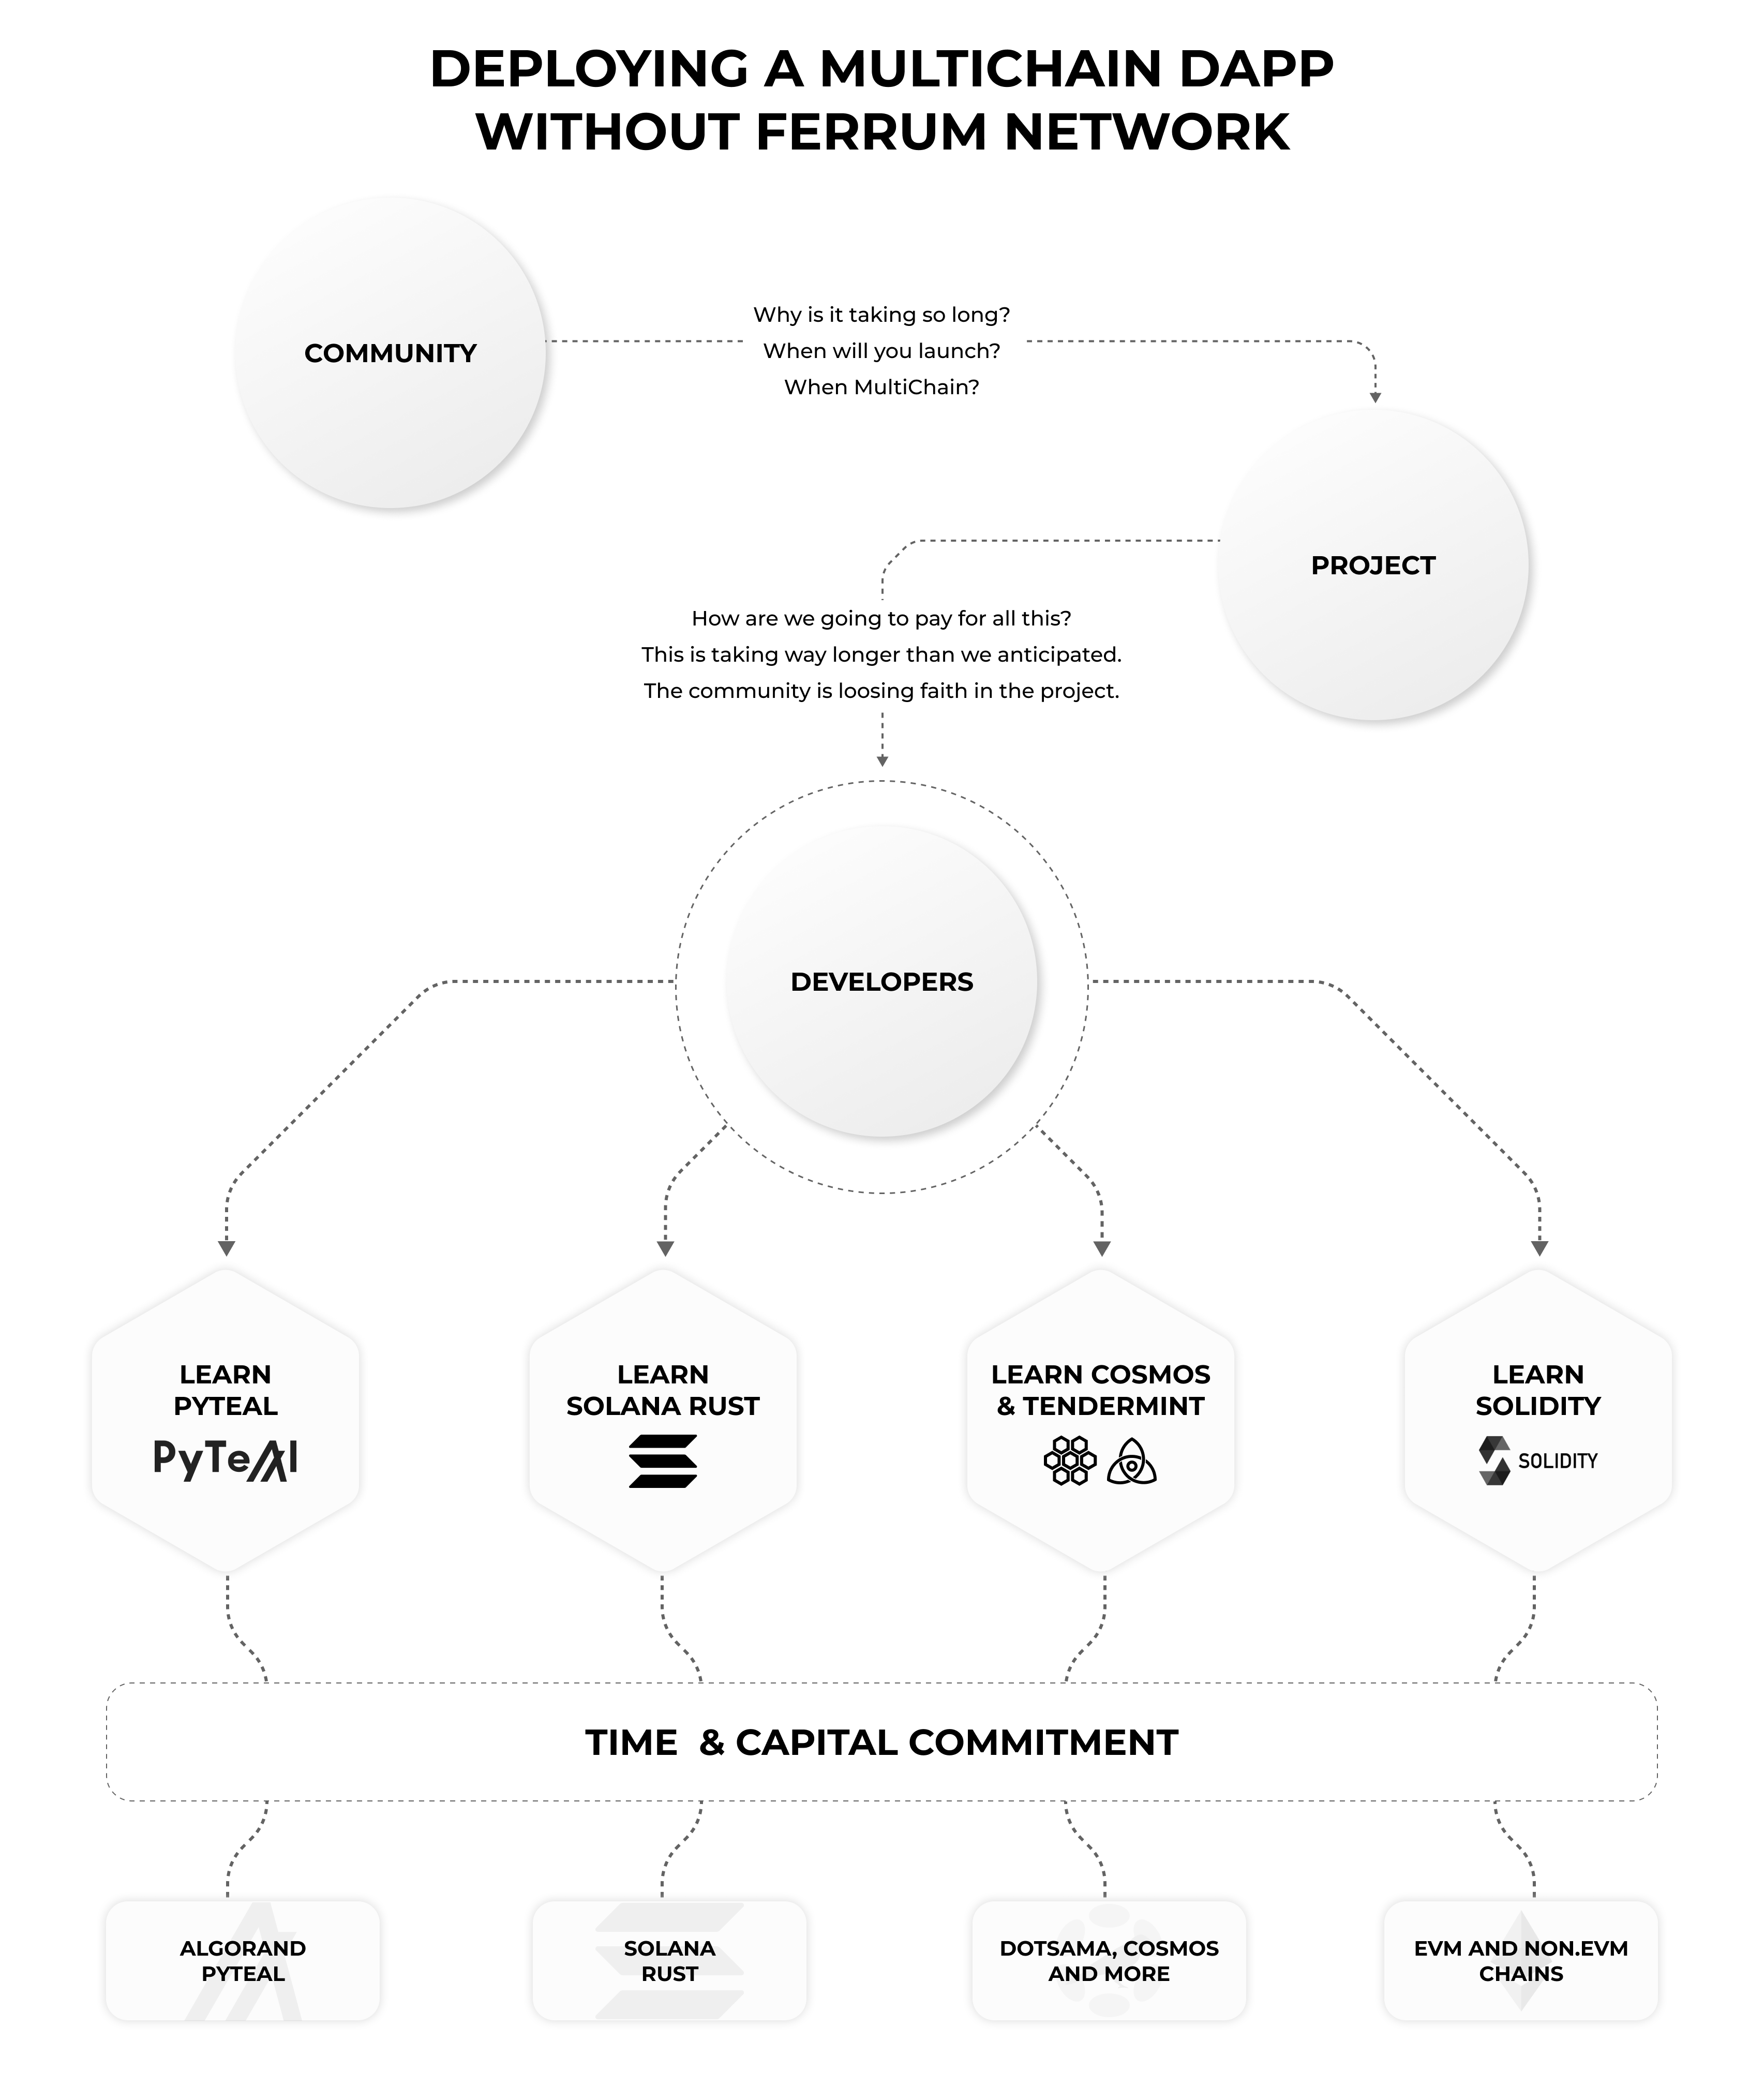 DEPLOYING A MULTICHAIN DAPP
WITHOUT FERRUM NETWORK
COMMUNITY
Why is it taking so long?
When will you launch?
When MultiChain?
PROJECT
How are we going to pay for all this?
This is taking way longer than we anticipated.
The community is loosing faith in the project.
DEVELOPERS
LEARN
PYTEAL
PyTeAl
LEARN
SOLANA RUST
LEARN COSMOS
& TENDERMINT
LEARN
SOLIDITY
SOLIDITY
TIME & CAPITAL COMMITMENT
ALGORAND
PYTEAL
SOLANA
RUST
DOTSAMA, COSMOS
AND MORE
EVM AND NON.EVM
CHAINS